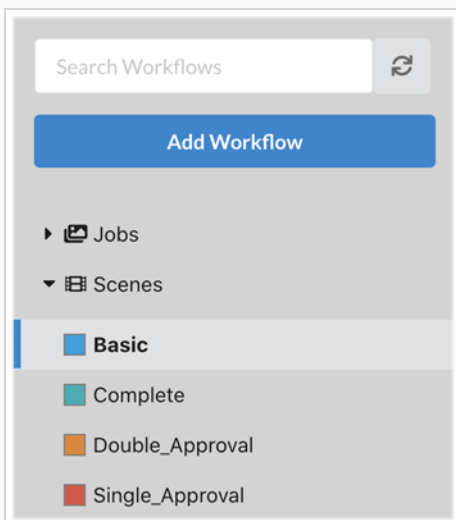 Search Workflows
Add Workflow
Jobs
Scenes
Basic
Complete
Double_Approval
Single_Approval